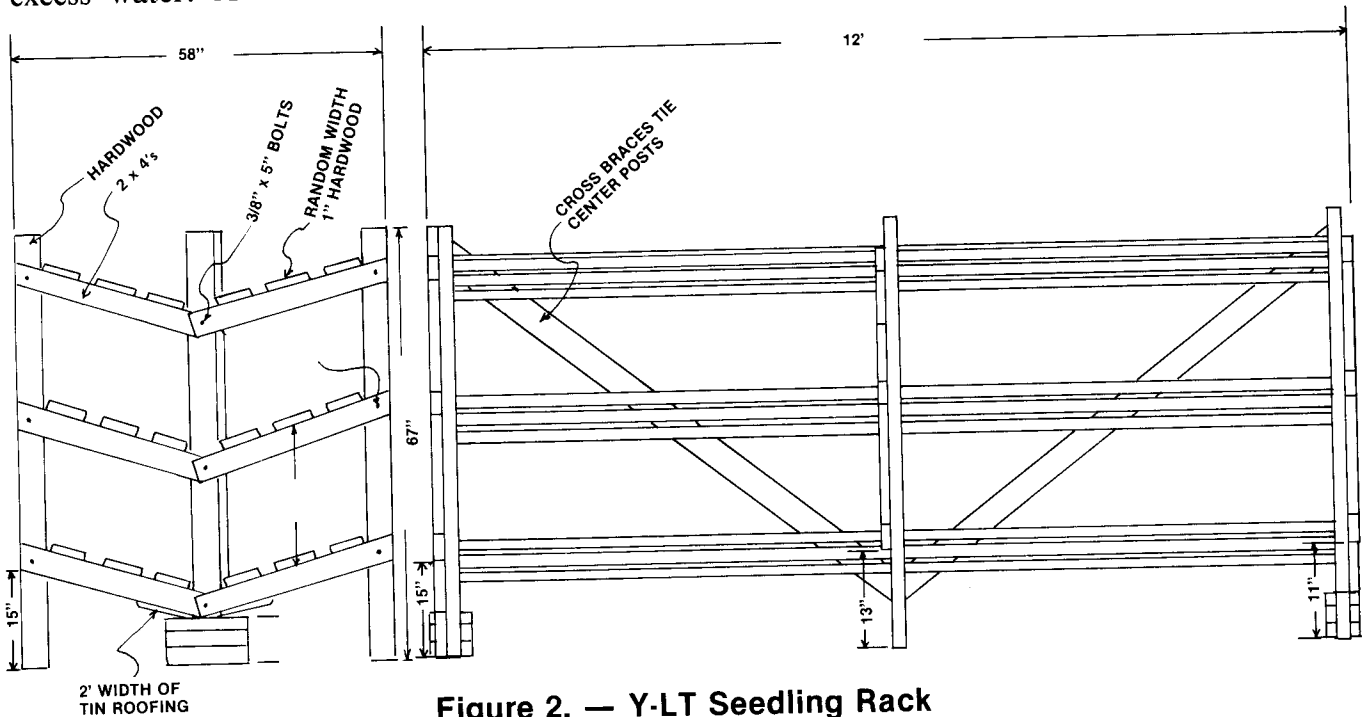 excess water.
58"
12'
HARDWOOD
2 x 4's
3/8" x 5" BOLTS
RANDOM WIDTH
1" HARDWOOD
CROSS BRACES TIE
CENTER POSTS
67"
15"
15"
13"
11"
2' WIDTH OF
TIN ROOFING
Figure 2. — Y-LT Seedling Rack